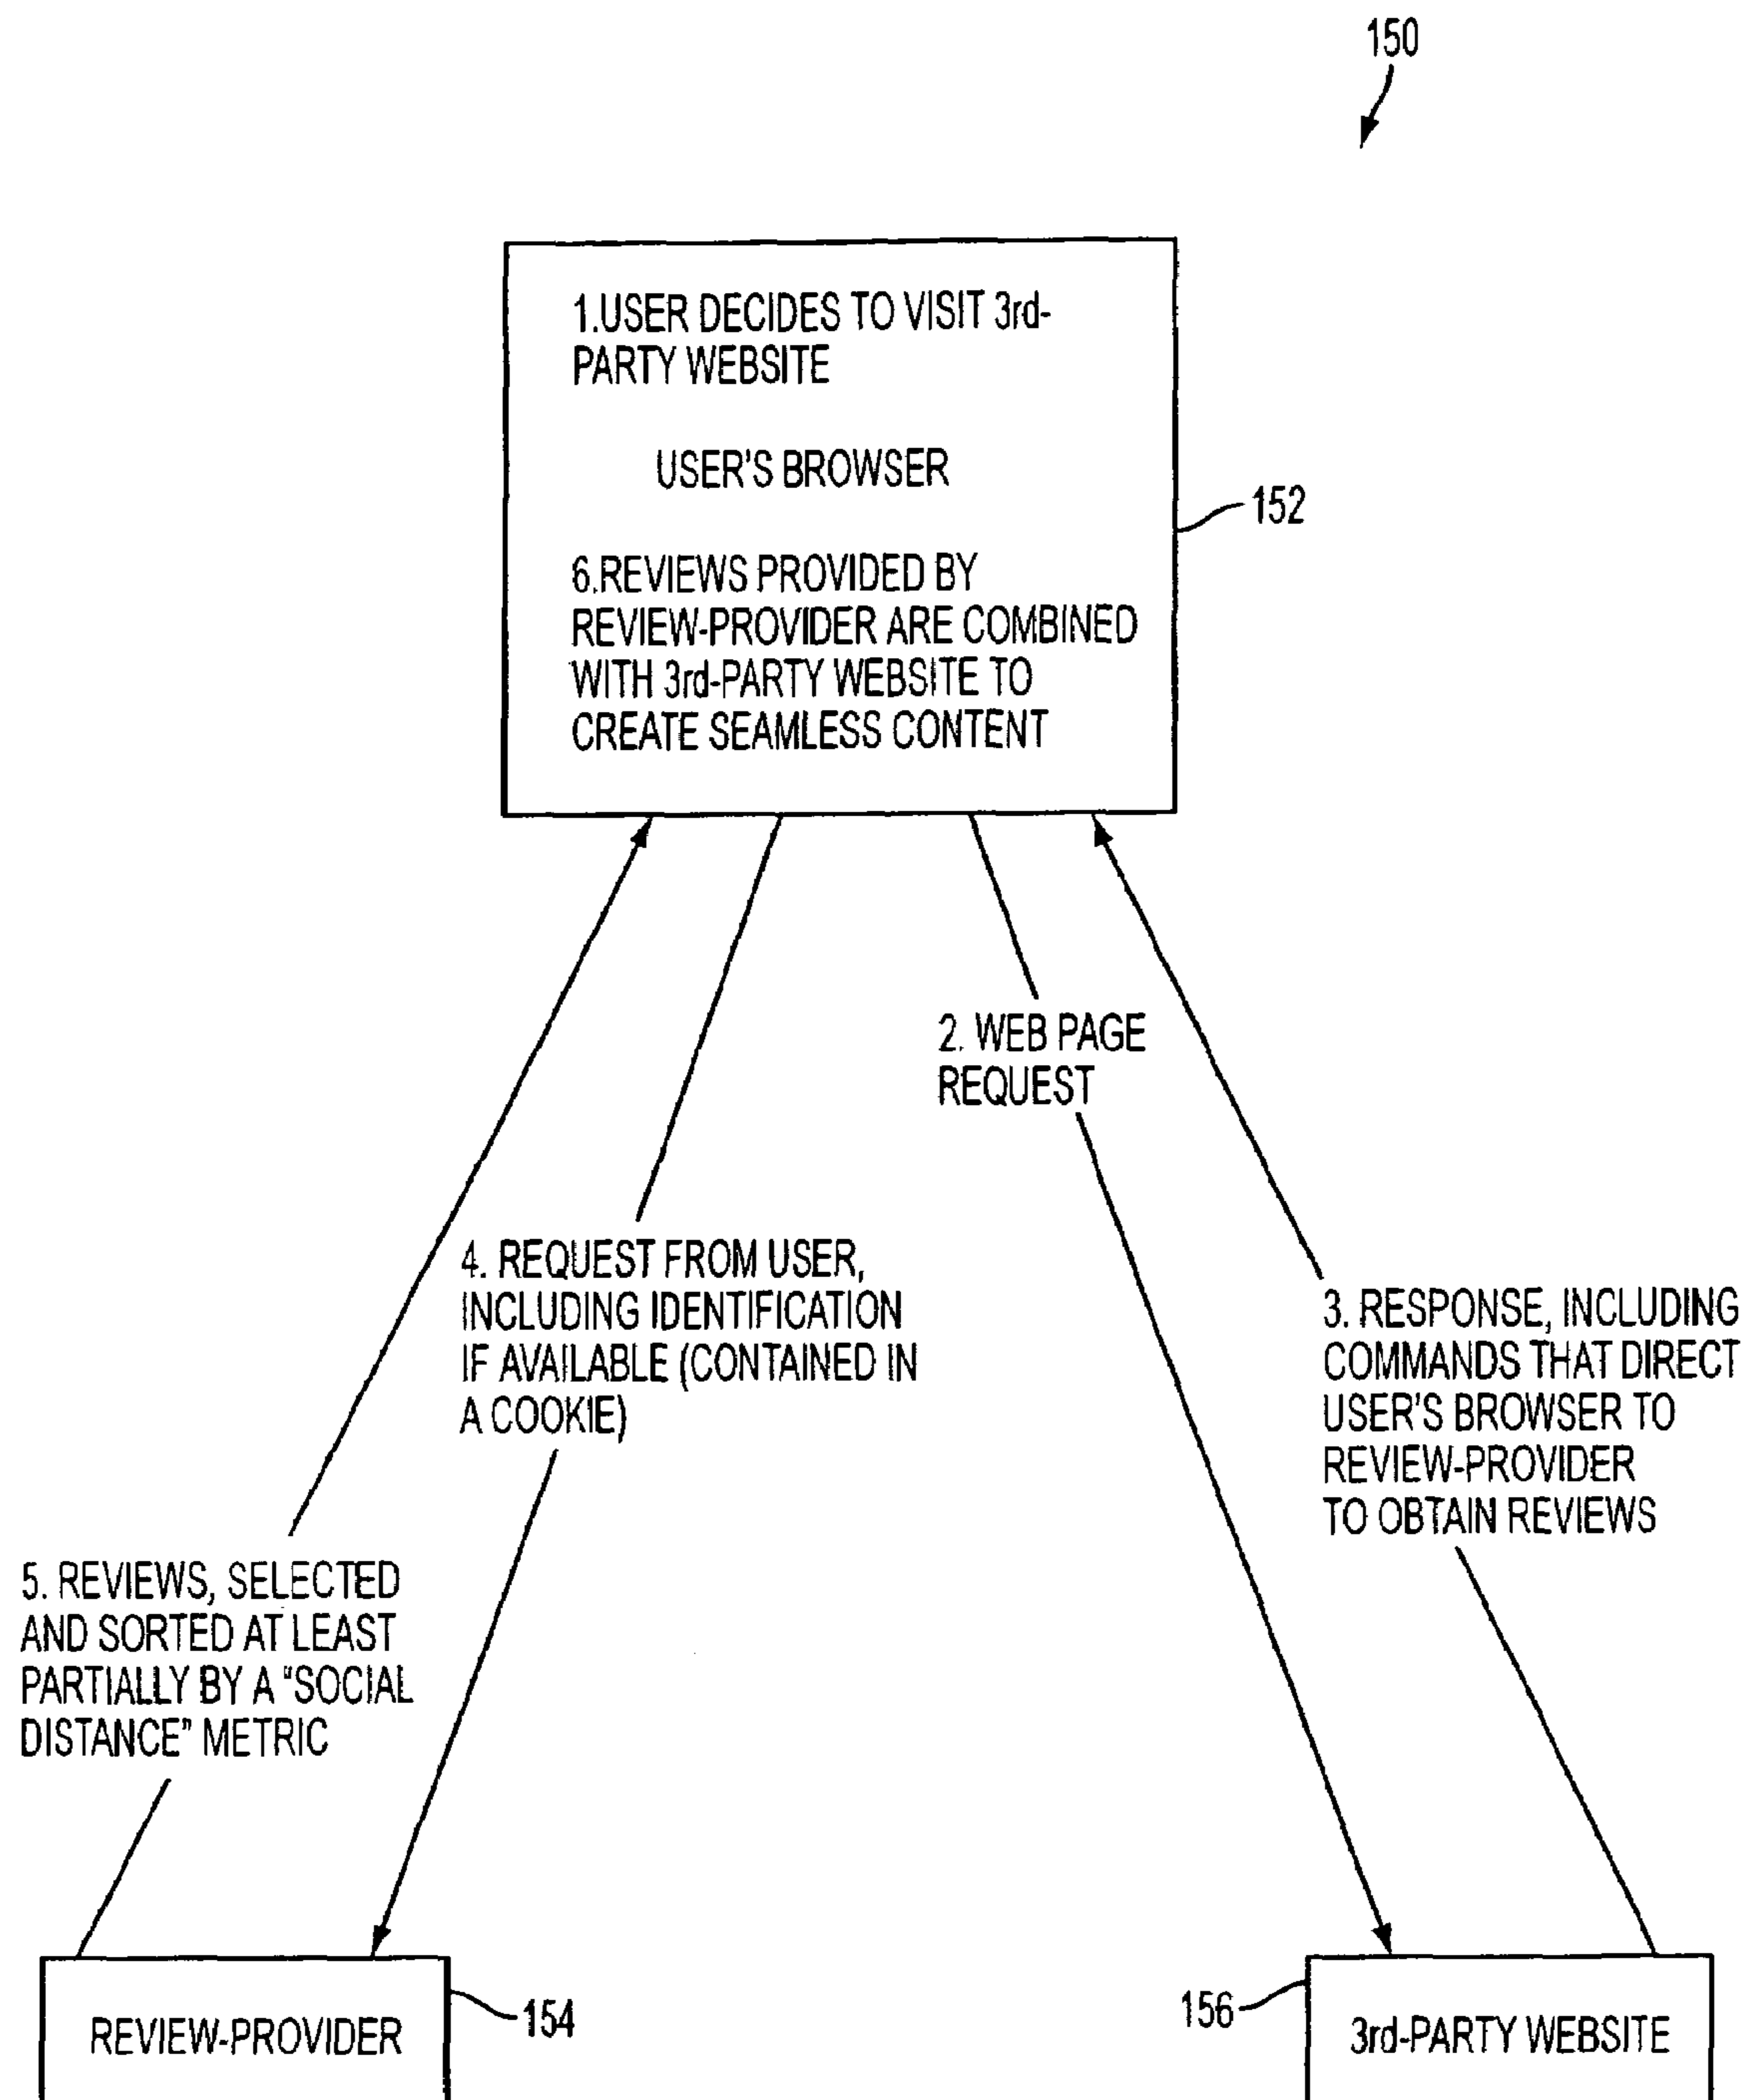 150
1.USER DECIDES TO VISIT 3rd-
PARTY WEBSITE
USER'S BROWSER
152
6.REVIEWS PROVIDED BY
REVIEW-PROVIDER ARE COMBINED
WITH 3rd-PARTY WEBSITE TO
CREATE SEAMLESS CONTENT
2. WEB PAGE
REQUEST
4. REQUEST FROM USER,
INCLUDING IDENTIFICATION
IF AVAILABLE (CONTAINED IN
A COOKIE)
3. RESPONSE, INCLUDING
COMMANDS THAT DIRECT
USER'S BROWSER TO
REVIEW-PROVIDER
TO OBTAIN REVIEWS
5. REVIEWS, SELECTED
AND SORTED AT LEAST
PARTIALLY BY A "SOCIAL
DISTANCE" METRIC
REVIEW-PROVIDER
154
156
3rd-PARTY WEBSITE